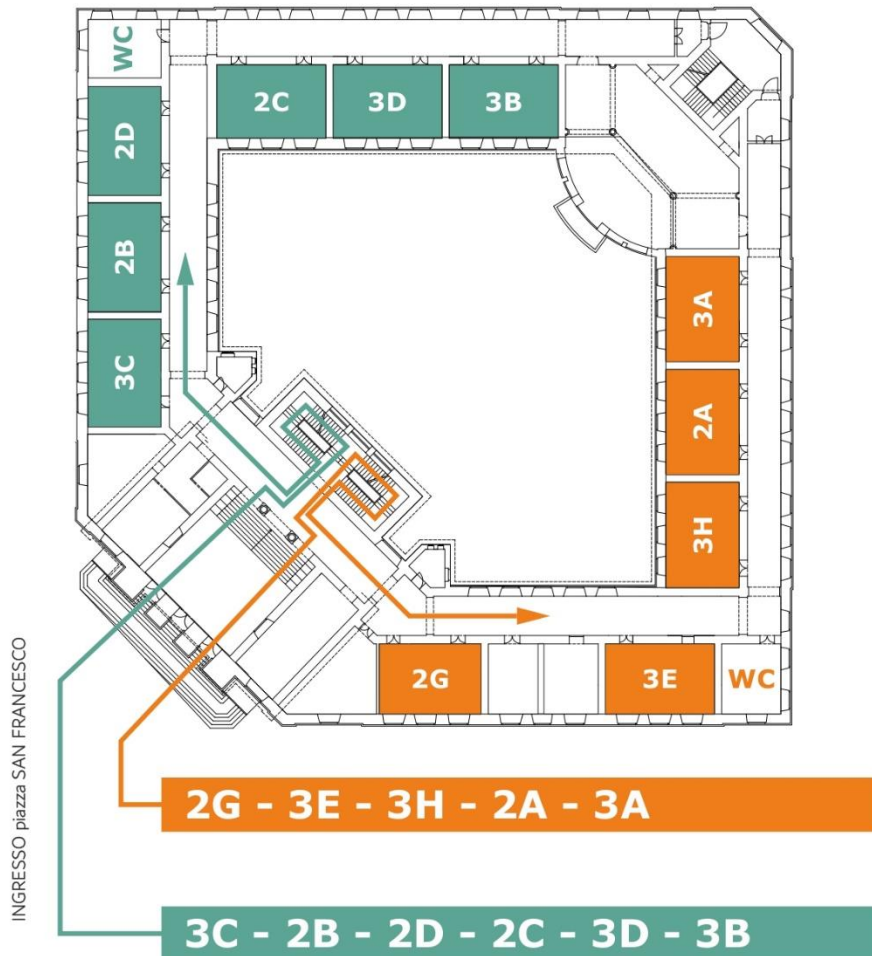 WC
2C
3D
3B
2D
2B
3C
3A
2A
3H
2G
3E
WC
INGRESSO piazza SAN FRANCESCO
2G - 3E - 3H - 2A - 3A
3C - 2B - 2D - 2C - 3D - 3B